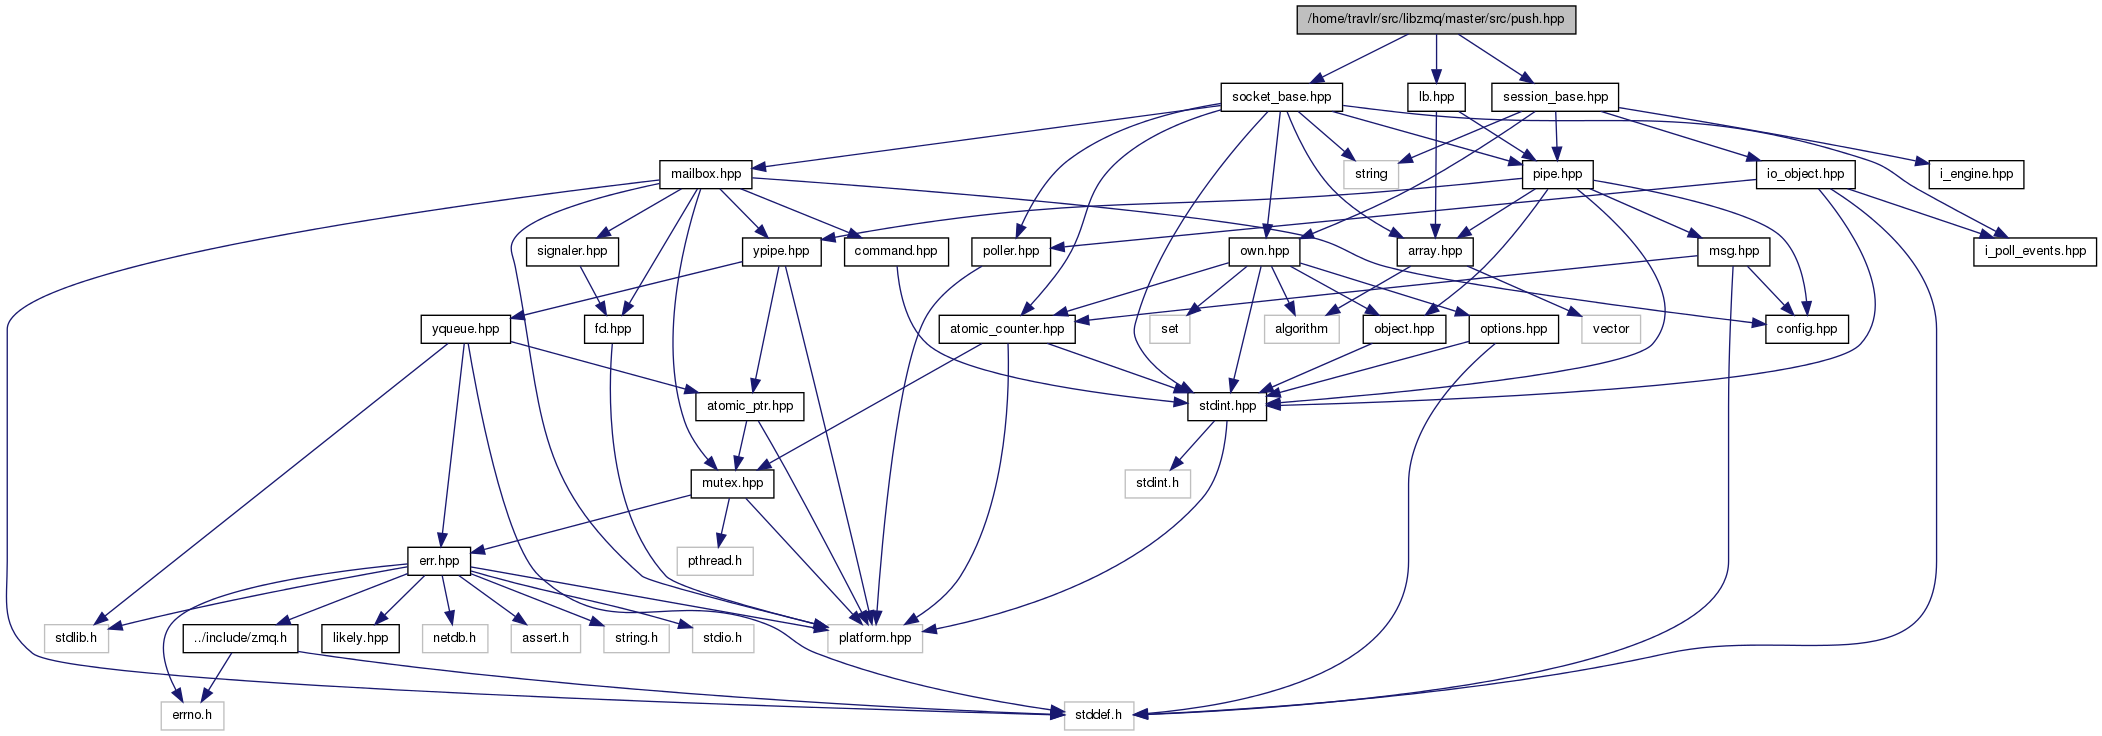 /home/travlr/src/libzmq/master/src/push.hpp
socket_base.hpp
lb.hpp
session_base.hpp
mailbox.hpp
string
pipe.hpp
io_object.hpp
i_engine.hpp
signaler.hpp
ypipe.hpp
command.hpp
poller.hpp
own.hpp
array.hpp
msg.hpp
i_poll_events.hpp
yqueue.hpp
fd.hpp
atomic_counter.hpp
set
algorithm
object.hpp
options.hpp
vector
config.hpp
atomic_ptr.hpp
stdint.hpp
mutex.hpp
stdint.h
err.hpp
pthread.h
stdlib.h
../include/zmq.h
likely.hpp
netdb.h
assert.h
string.h
stdio.h
platform.hpp
errno.h
stddef.h